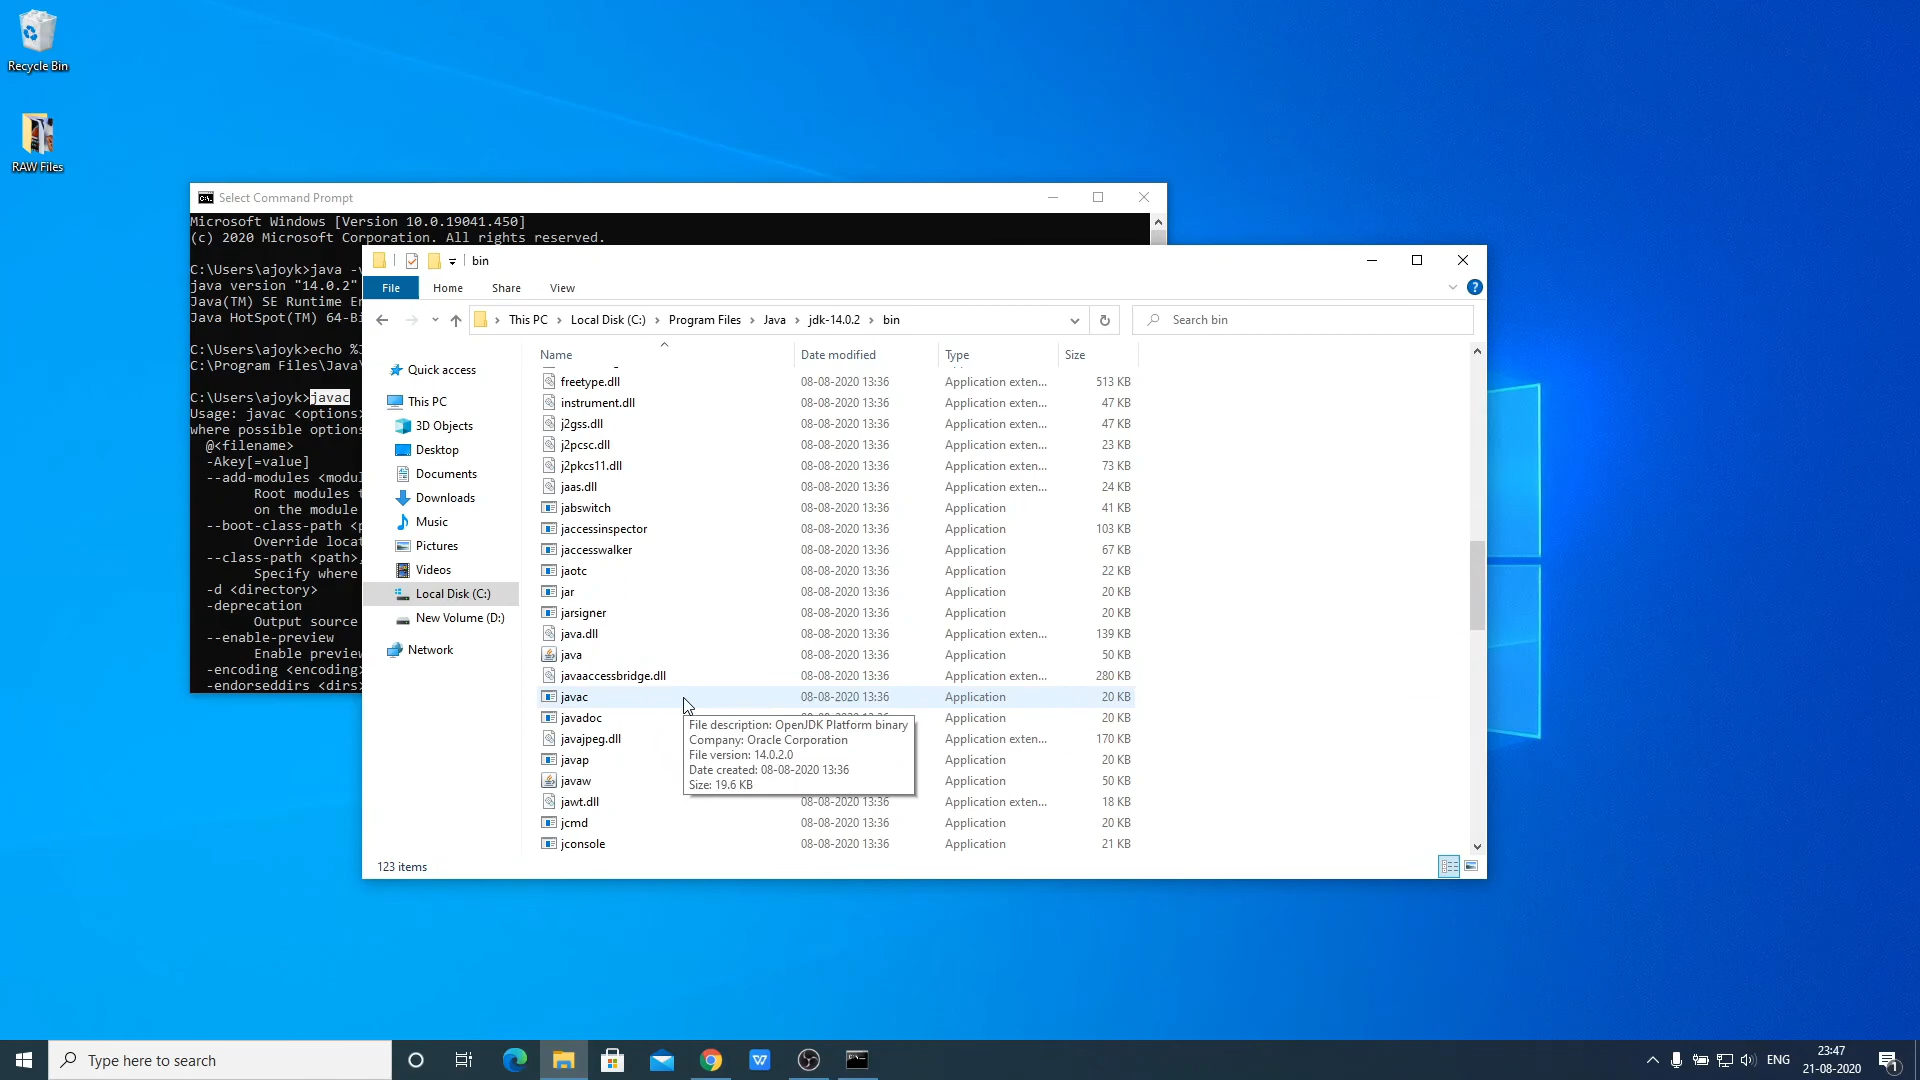 Recycle Bin
RAW Files
Select Command Prompt
Microsoft Windows [Version 10.0.19041.450]
(c) 2020 Microsoft Corporation. All rights reserved.
C:\Users\ajoyk>java -v
java version "14.0.2"
Java(TM) SE Runtime En
Java HotSpot(TM) 64-Bi
C:\Users\ajoyk>echo %J
C:\Program Files\Java\
C:\Users\ajoyk>javac
Usage: javac <options>
where possible options
@<filename>
-Akey[=value]
--add-modules <modul
Root modules t
on the module
--boot-class-path <p
Override locat
--class-path <path>,
Specify where
-d <directory>
-deprecation
Output source
--enable-preview
Enable preview
-encoding <encoding>
-endorseddirs <dirs>
bin
File Home Share View
This PC > Local Disk (C:) > Program Files > Java > jdk-14.0.2 > bin
Search bin
Quick access
This PC
3D Objects
Desktop
Documents
Downloads
Music
Pictures
Videos
Local Disk (C:)
New Volume (D:)
Network
Name Date modified Type Size
freetype.dll 08-08-2020 13:36 Application exten... 513 KB
instrument.dll 08-08-2020 13:36 Application exten... 47 KB
j2gss.dll 08-08-2020 13:36 Application exten... 47 KB
j2pcsc.dll 08-08-2020 13:36 Application exten... 23 KB
j2pkcs11.dll 08-08-2020 13:36 Application exten... 73 KB
jaas.dll 08-08-2020 13:36 Application exten... 24 KB
jabswitch 08-08-2020 13:36 Application 41 KB
jaccessinspector 08-08-2020 13:36 Application 103 KB
jaccesswalker 08-08-2020 13:36 Application 67 KB
jaotc 08-08-2020 13:36 Application 22 KB
jar 08-08-2020 13:36 Application 20 KB
jarsigner 08-08-2020 13:36 Application 20 KB
java.dll 08-08-2020 13:36 Application exten... 139 KB
java 08-08-2020 13:36 Application 50 KB
javaaccessbridge.dll 08-08-2020 13:36 Application exten... 280 KB
javac 08-08-2020 13:36 Application 20 KB
javadoc 08-08-2020 13:36 Application 20 KB
javajpeg.dll Application exten... 170 KB
javap Application 20 KB
javaw Application 50 KB
jawt.dll 08-08-2020 13:36 Application exten... 18 KB
jcmd 08-08-2020 13:36 Application 20 KB
jconsole 08-08-2020 13:36 Application 21 KB
File description: OpenJDK Platform binary
Company: Oracle Corporation
File version: 14.0.2.0
Date created: 08-08-2020 13:36
Size: 19.6 KB
123 items
Type here to search
ENG
23:47
21-08-2020
1